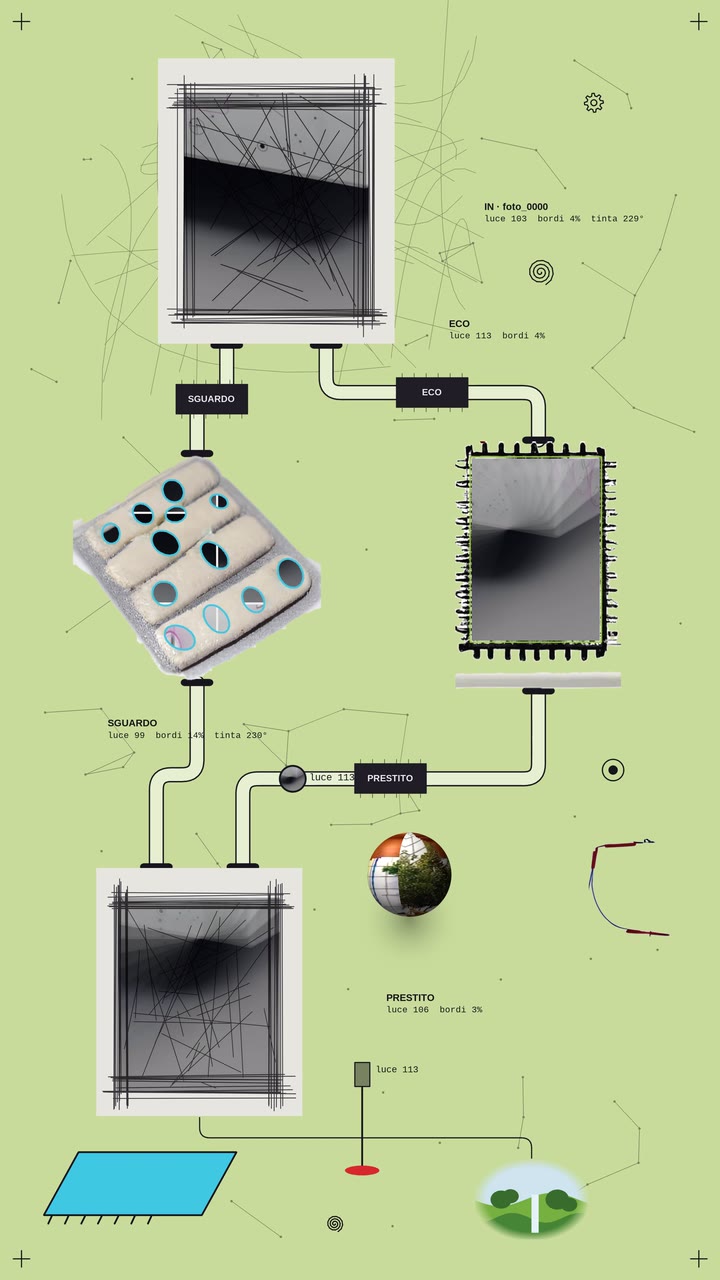 IN · foto_0000
luce 103  bordi 4%  tinta 229°
ECO
luce 113  bordi 4%
SGUARDO
ECO
SGUARDO
luce 99  bordi 14%  tinta 230°
luce 113
PRESTITO
PRESTITO
luce 106  bordi 3%
luce 113